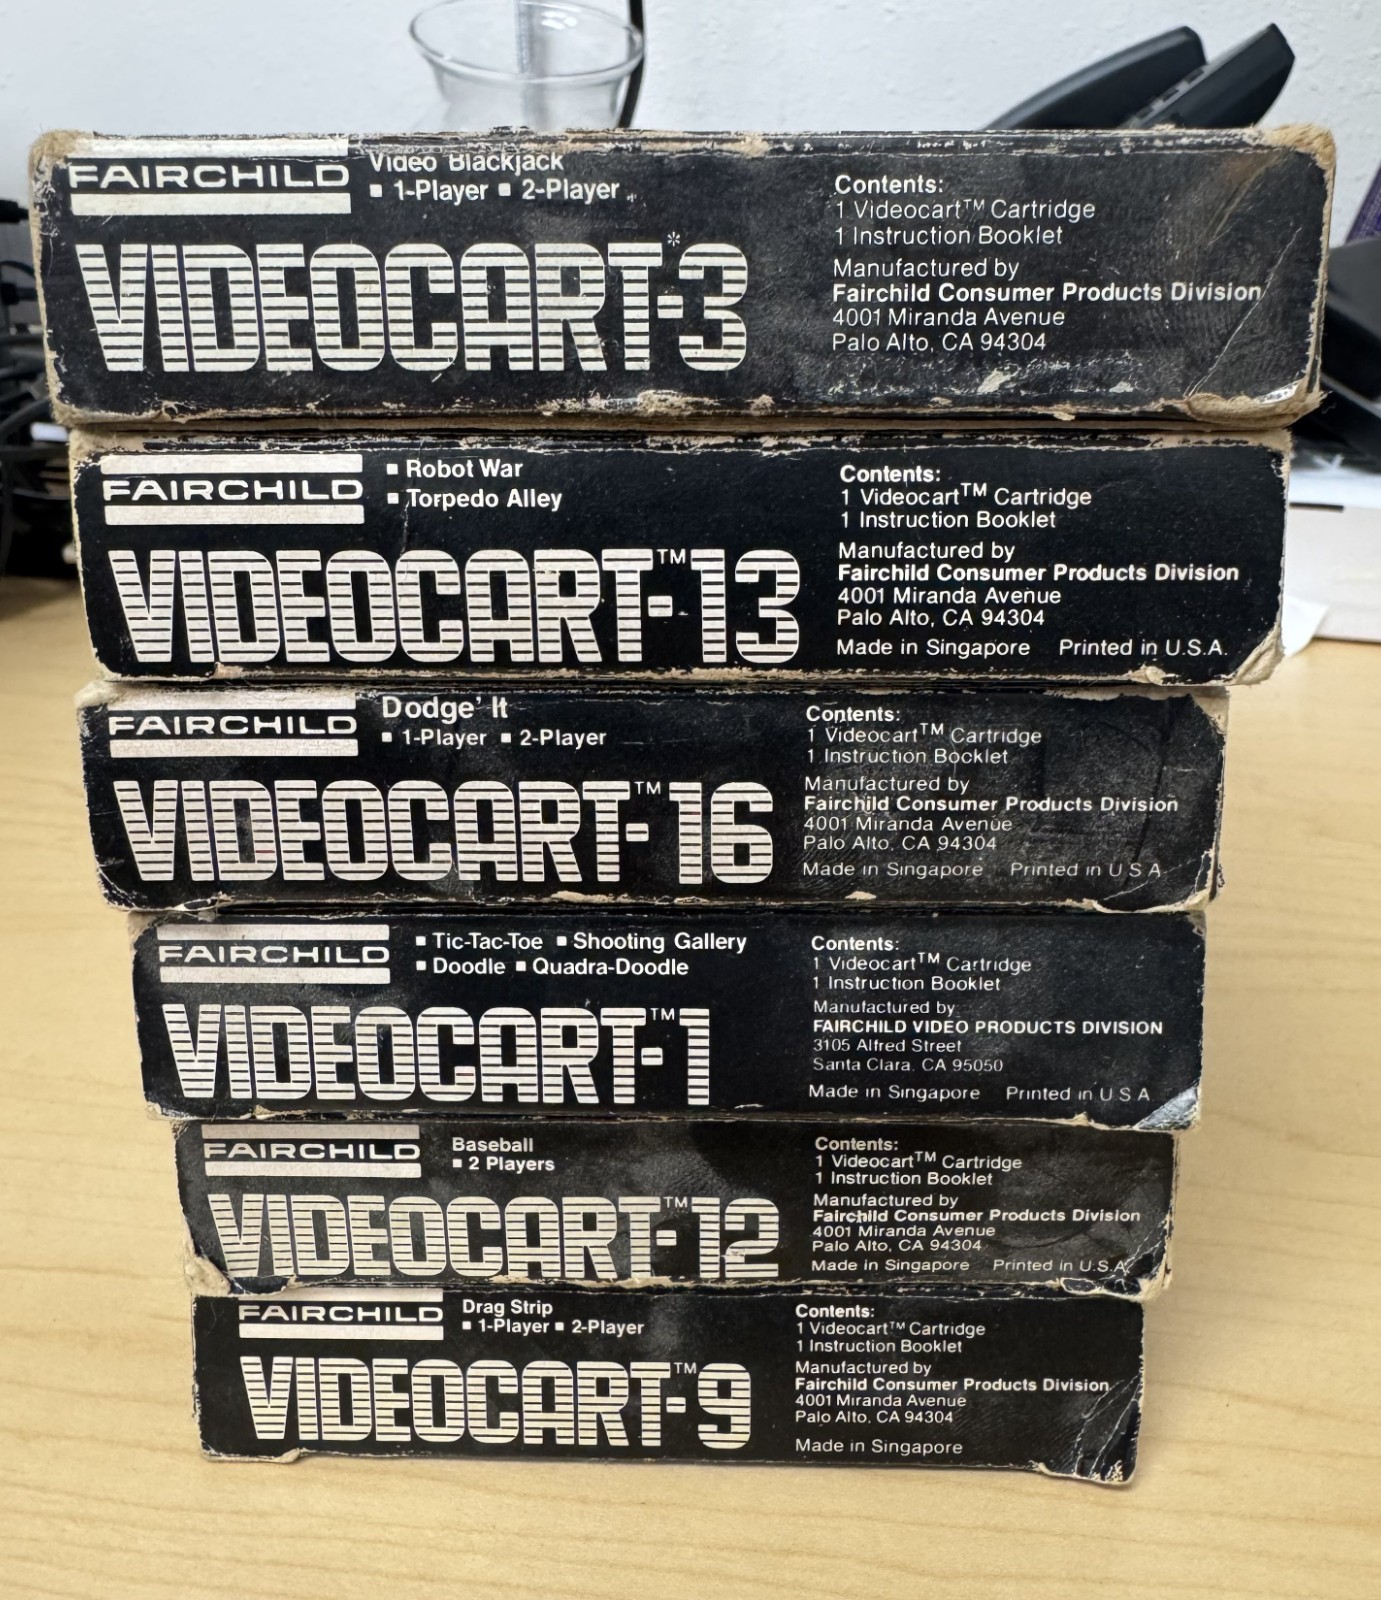 FAIRCHILD
Video Blackjack
▪ 1-Player ▪ 2-Player
VIDEOCART*-3
Contents:
1 Videocart™ Cartridge
1 Instruction Booklet
Manufactured by
Fairchild Consumer Products Division
4001 Miranda Avenue
Palo Alto, CA 94304
FAIRCHILD
▪ Robot War
▪ Torpedo Alley
VIDEOCART™-13
Contents:
1 Videocart™ Cartridge
1 Instruction Booklet
Manufactured by
Fairchild Consumer Products Division
4001 Miranda Avenue
Palo Alto, CA 94304
Made in Singapore Printed in U.S.A.
FAIRCHILD
Dodge' It
▪ 1-Player ▪ 2-Player
VIDEOCART™-16
Contents:
1 Videocart™ Cartridge
1 Instruction Booklet
Manufactured by
Fairchild Consumer Products Division
4001 Miranda Avenue
Palo Alto, CA 94304
Made in Singapore Printed in U.S.A.
FAIRCHILD
▪ Tic-Tac-Toe ▪ Shooting Gallery
▪ Doodle ▪ Quadra-Doodle
VIDEOCART™-1
Contents:
1 Videocart™ Cartridge
1 Instruction Booklet
Manufactured by
FAIRCHILD VIDEO PRODUCTS DIVISION
3105 Alfred Street
Santa Clara, CA 95050
Made in Singapore Printed in U.S.A.
FAIRCHILD
Baseball
▪ 2 Players
VIDEOCART™-12
Contents:
1 Videocart™ Cartridge
1 Instruction Booklet
Manufactured by
Fairchild Consumer Products Division
4001 Miranda Avenue
Palo Alto, CA 94304
Made in Singapore Printed in U.S.A.
FAIRCHILD
Drag Strip
▪ 1-Player ▪ 2-Player
VIDEOCART™-9
Contents:
1 Videocart™ Cartridge
1 Instruction Booklet
Manufactured by
Fairchild Consumer Products Division
4001 Miranda Avenue
Palo Alto, CA 94304
Made in Singapore